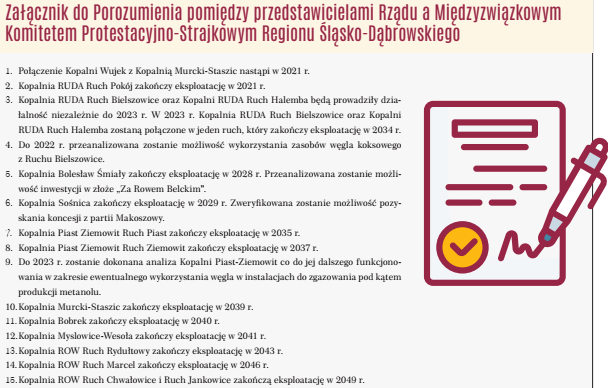 Załącznik do Porozumienia pomiędzy przedstawicielami Rządu a Międzyzwiązkowym
Komitetem Protestacyjno-Strajkowym Regionu Śląsko-Dąbrowskiego
1. Połączenie Kopalni Wujek z Kopalnią Murcki-Staszic nastąpi w 2021 r.
2. Kopalnia RUDA Ruch Pokój zakończy eksploatację w 2021 r.
3. Kopalnia RUDA Ruch Bielszowice oraz Kopalni RUDA Ruch Halemba będą prowadziły dzia-
łalność niezależnie do 2023 r. W 2023 r. Kopalnia RUDA Ruch Bielszowice oraz Kopalni
RUDA Ruch Halemba zostaną połączone w jeden ruch, który zakończy eksploatację w 2034 r.
4. Do 2022 r. przeanalizowana zostanie możliwość wykorzystania zasobów węgla koksowego
z Ruchu Bielszowice.
5. Kopalnia Bolesław Śmiały zakończy eksploatację w 2028 r. Przeanalizowana zostanie możli-
wość inwestycji w złoże „Za Rowem Bełckim”.
6. Kopalnia Sośnica zakończy eksploatację w 2029 r. Zweryfikowana zostanie możliwość pozy-
skania koncesji z partii Makoszowy.
7. Kopalnia Piast Ziemowit Ruch Piast zakończy eksploatację w 2035 r.
8. Kopalnia Piast Ziemowit Ruch Ziemowit zakończy eksploatację w 2037 r.
9. Do 2023 r. zostanie dokonana analiza Kopalni Piast-Ziemowit co do jej dalszego funkcjono-
wania w zakresie ewentualnego wykorzystania węgla w instalacjach do zgazowania pod kątem
produkcji metanolu.
10. Kopalnia Murcki-Staszic zakończy eksploatację w 2039 r.
11. Kopalnia Bobrek zakończy eksploatację w 2040 r.
12. Kopalnia Mysłowice-Wesoła zakończy eksploatację w 2041 r.
13. Kopalnia ROW Ruch Rydułtowy zakończy eksploatację w 2043 r.
14. Kopalnia ROW Ruch Marcel zakończy eksploatację w 2046 r.
15. Kopalnia ROW Ruch Chwałowice i Ruch Jankowice zakończą eksploatację w 2049 r.